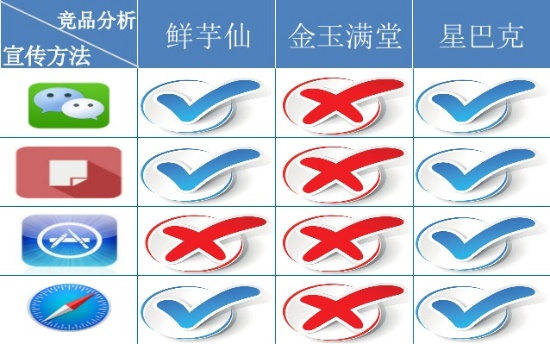 竞品分析
宣传方法
鲜芋仙
金玉满堂
星巴克